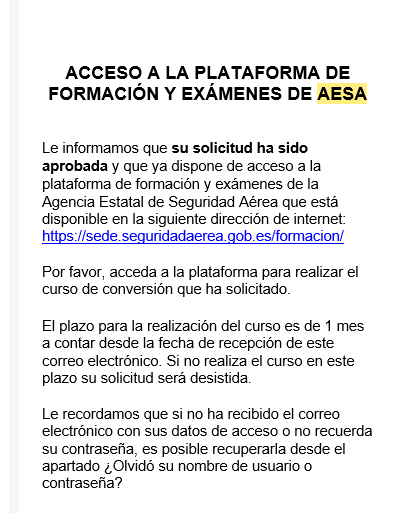 ACCESO A LA PLATAFORMA DE
FORMACIÓN Y EXÁMENES DE AESA
Le informamos que su solicitud ha sido
aprobada y que ya dispone de acceso a la
plataforma de formación y exámenes de la
Agencia Estatal de Seguridad Aérea que está
disponible en la siguiente dirección de internet:
https://sede.seguridadaerea.gob.es/formacion/
Por favor, acceda a la plataforma para realizar el
curso de conversión que ha solicitado.
El plazo para la realización del curso es de 1 mes
a contar desde la fecha de recepción de este
correo electrónico. Si no realiza el curso en este
plazo su solicitud será desistida.
Le recordamos que si no ha recibido el correo
electrónico con sus datos de acceso o no recuerda
su contraseña, es posible recuperarla desde el
apartado ¿Olvidó su nombre de usuario o
contraseña?